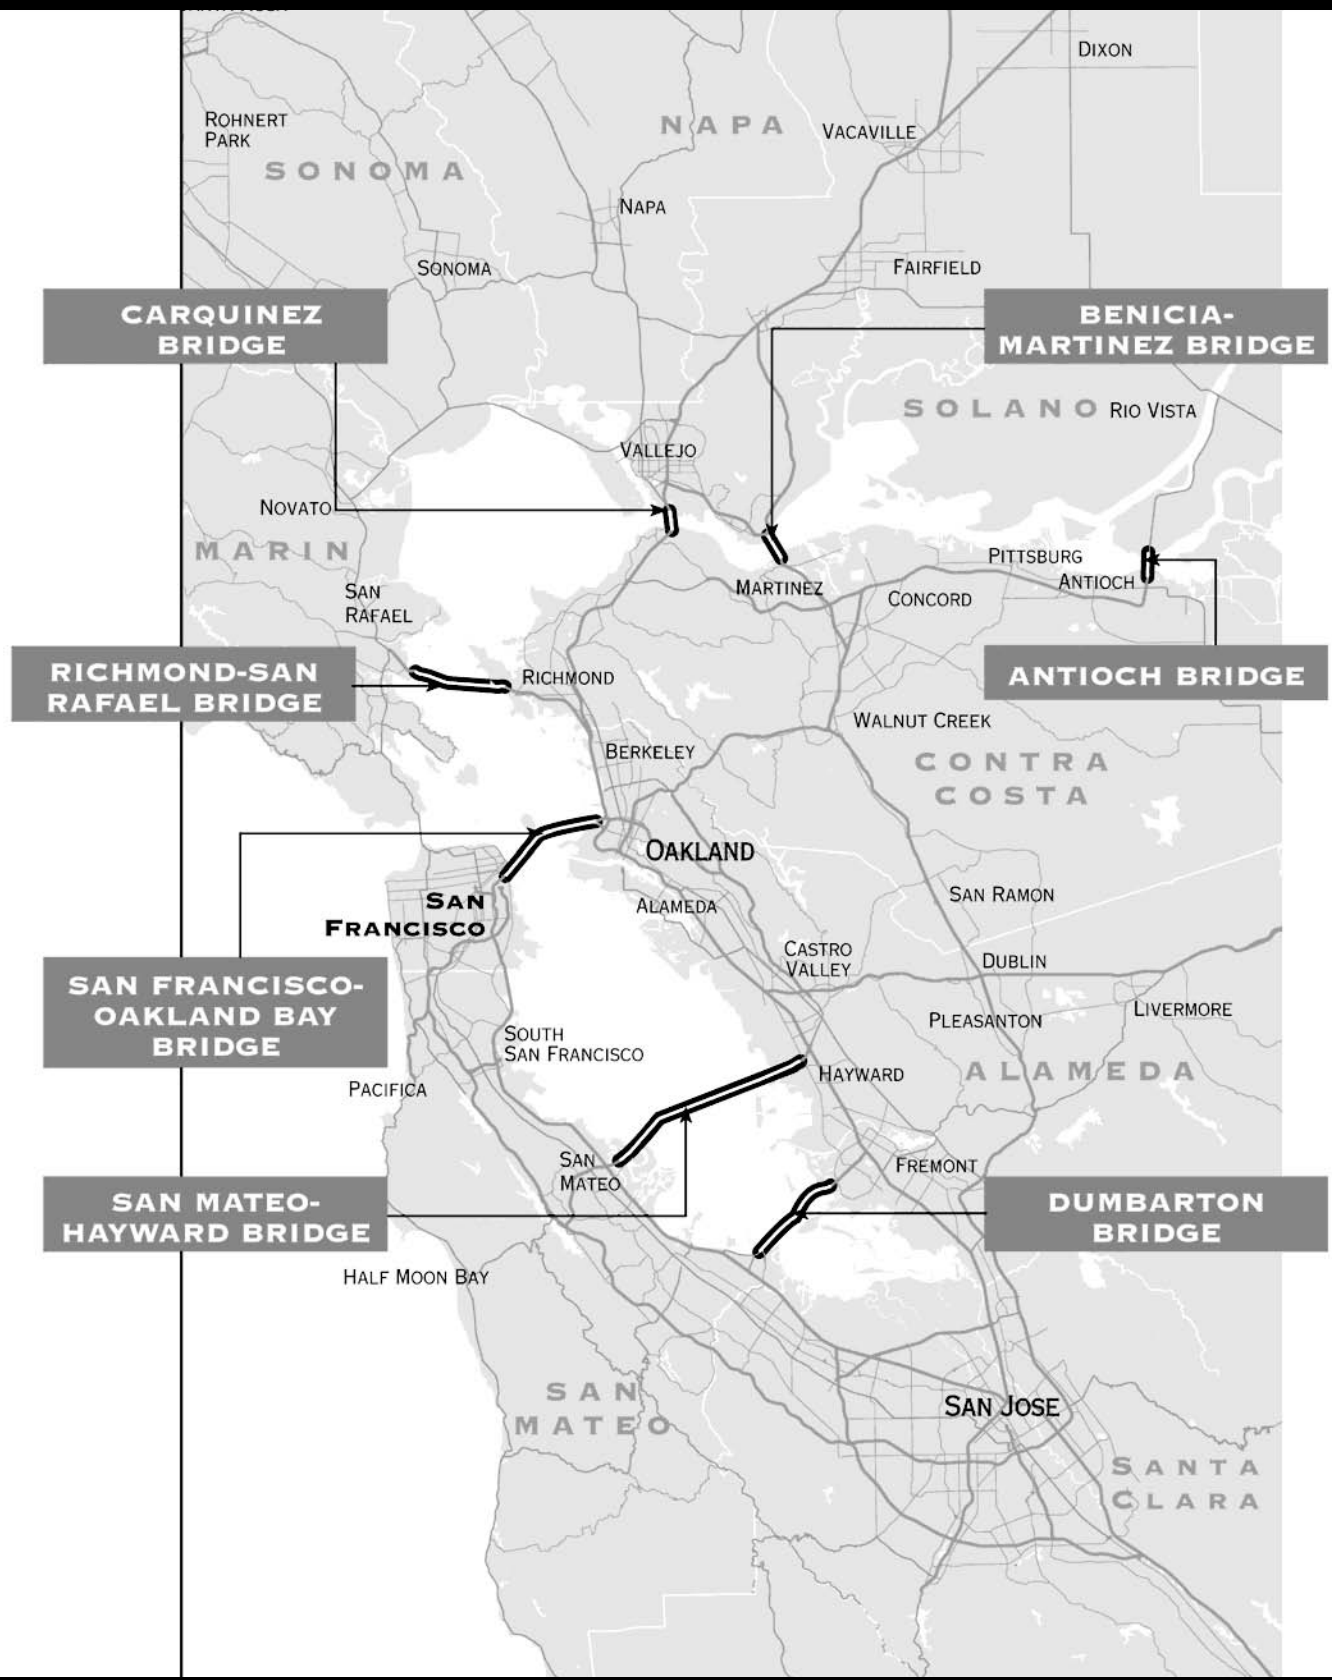 DIXON
ROHNERT
PARK
NAPA
VACAVILLE
SONOMA
NAPA
SONOMA
FAIRFIELD
CARQUINEZ
BRIDGE
BENICIA-
MARTINEZ BRIDGE
SOLANO
RIO VISTA
VALLEJO
NOVATO
MARIN
PITTSBURG
ANTIOCH
SAN
RAFAEL
MARTINEZ
CONCORD
RICHMOND-SAN
RAFAEL BRIDGE
RICHMOND
ANTIOCH BRIDGE
WALNUT CREEK
BERKELEY
CONTRA
COSTA
OAKLAND
SAN
FRANCISCO
ALAMEDA
SAN RAMON
CASTRO
VALLEY
DUBLIN
SAN FRANCISCO-
OAKLAND BAY
BRIDGE
LIVERMORE
PLEASANTON
SOUTH
SAN FRANCISCO
HAYWARD
ALAMEDA
PACIFICA
SAN
MATEO
FREMONT
SAN MATEO-
HAYWARD BRIDGE
DUMBARTON
BRIDGE
HALF MOON BAY
SAN
MATEO
SAN JOSE
SANTA
CLARA